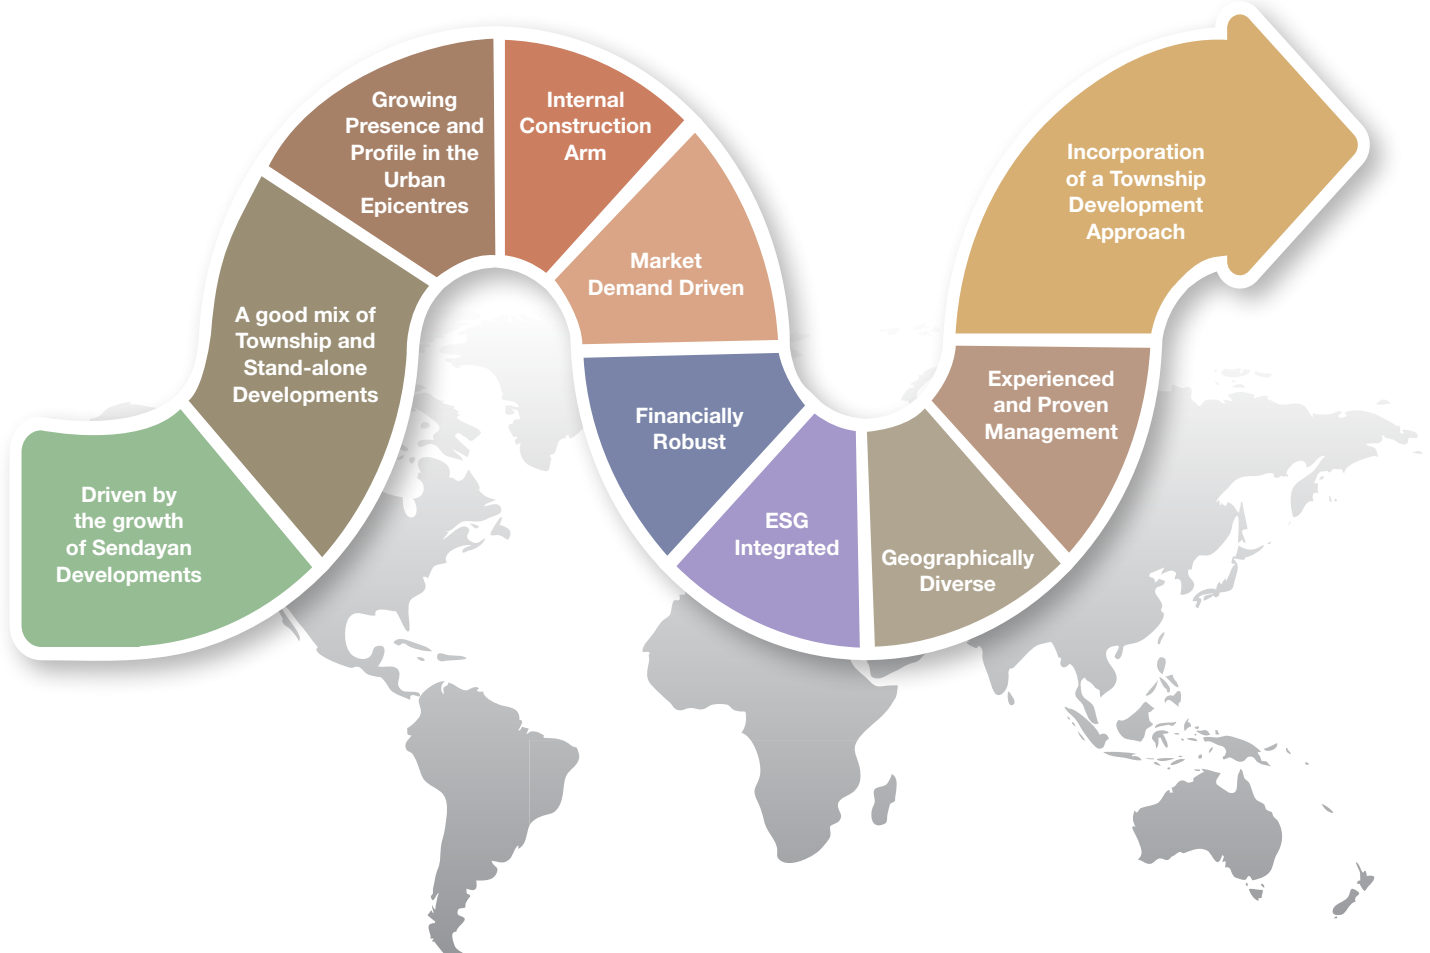 Driven by
the growth
of Sendayan
Developments
A good mix of
Township and
Stand-alone
Developments
Growing
Presence and
Profile in the
Urban
Epicentres
Internal
Construction
Arm
Market
Demand Driven
Financially
Robust
ESG
Integrated
Geographically
Diverse
Experienced
and Proven
Management
Incorporation
of a Township
Development
Approach